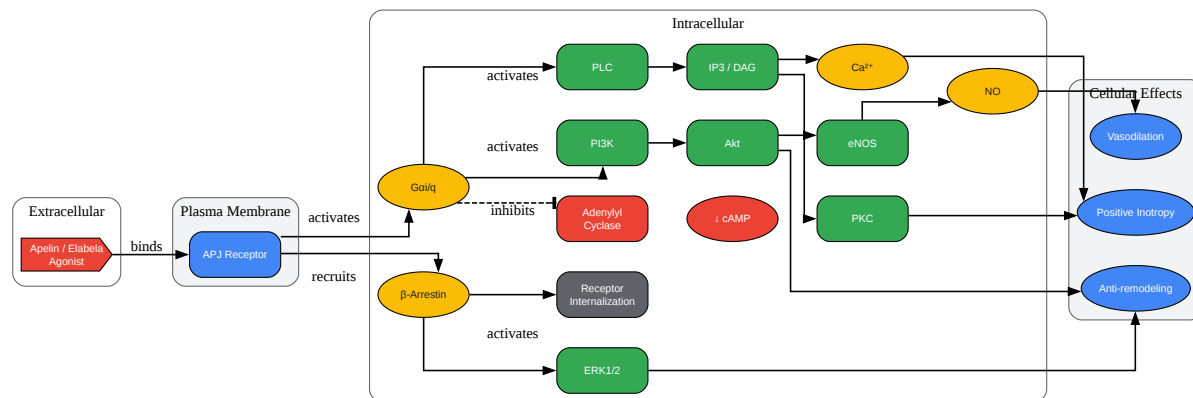 Intracellular
activates
PLC
IP3 / DAG
Ca²⁺
NO
Cellular Effects
Vasodilation
activates
PI3K
Akt
eNOS
Gαi/q
inhibits
Adenylyl
Cyclase
↓ cAMP
PKC
Positive Inotropy
Extracellular
Apelin / Elabela
Agonist
binds
Plasma Membrane
APJ Receptor
activates
recruits
β-Arrestin
Receptor
Internalization
Anti-remodeling
activates
ERK1/2